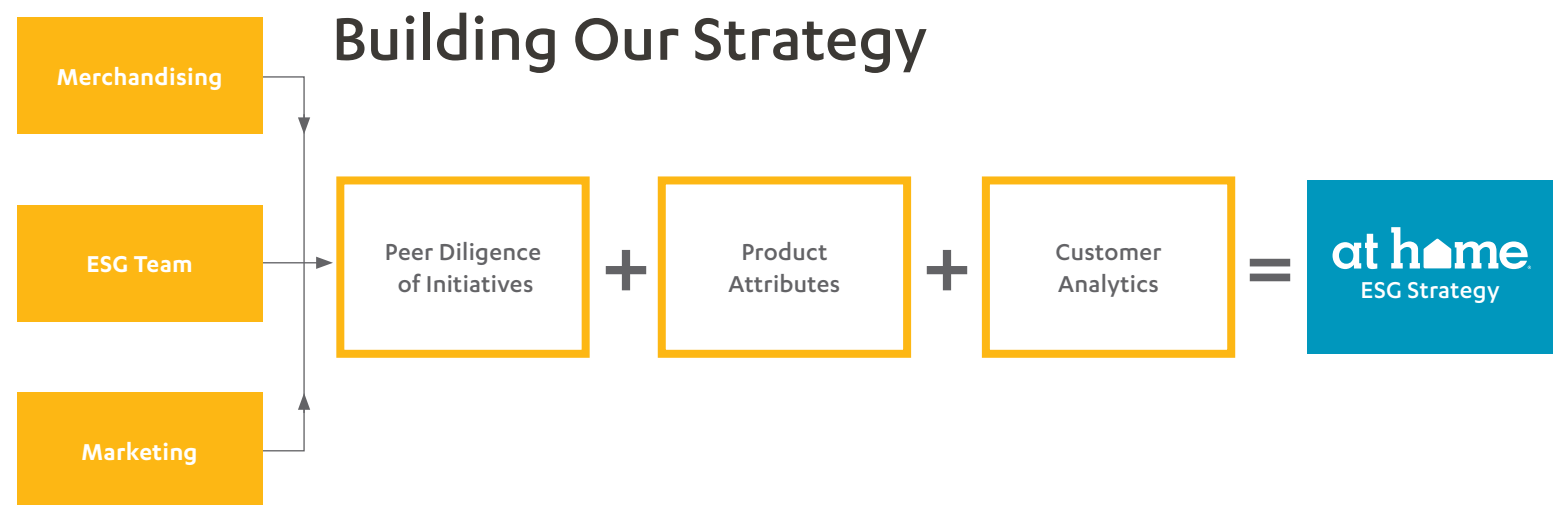 Building Our Strategy
Merchandising
ESG Team
Marketing
Peer Diligence
of Initiatives
+
Product
Attributes
+
Customer
Analytics
=
at home
ESG Strategy